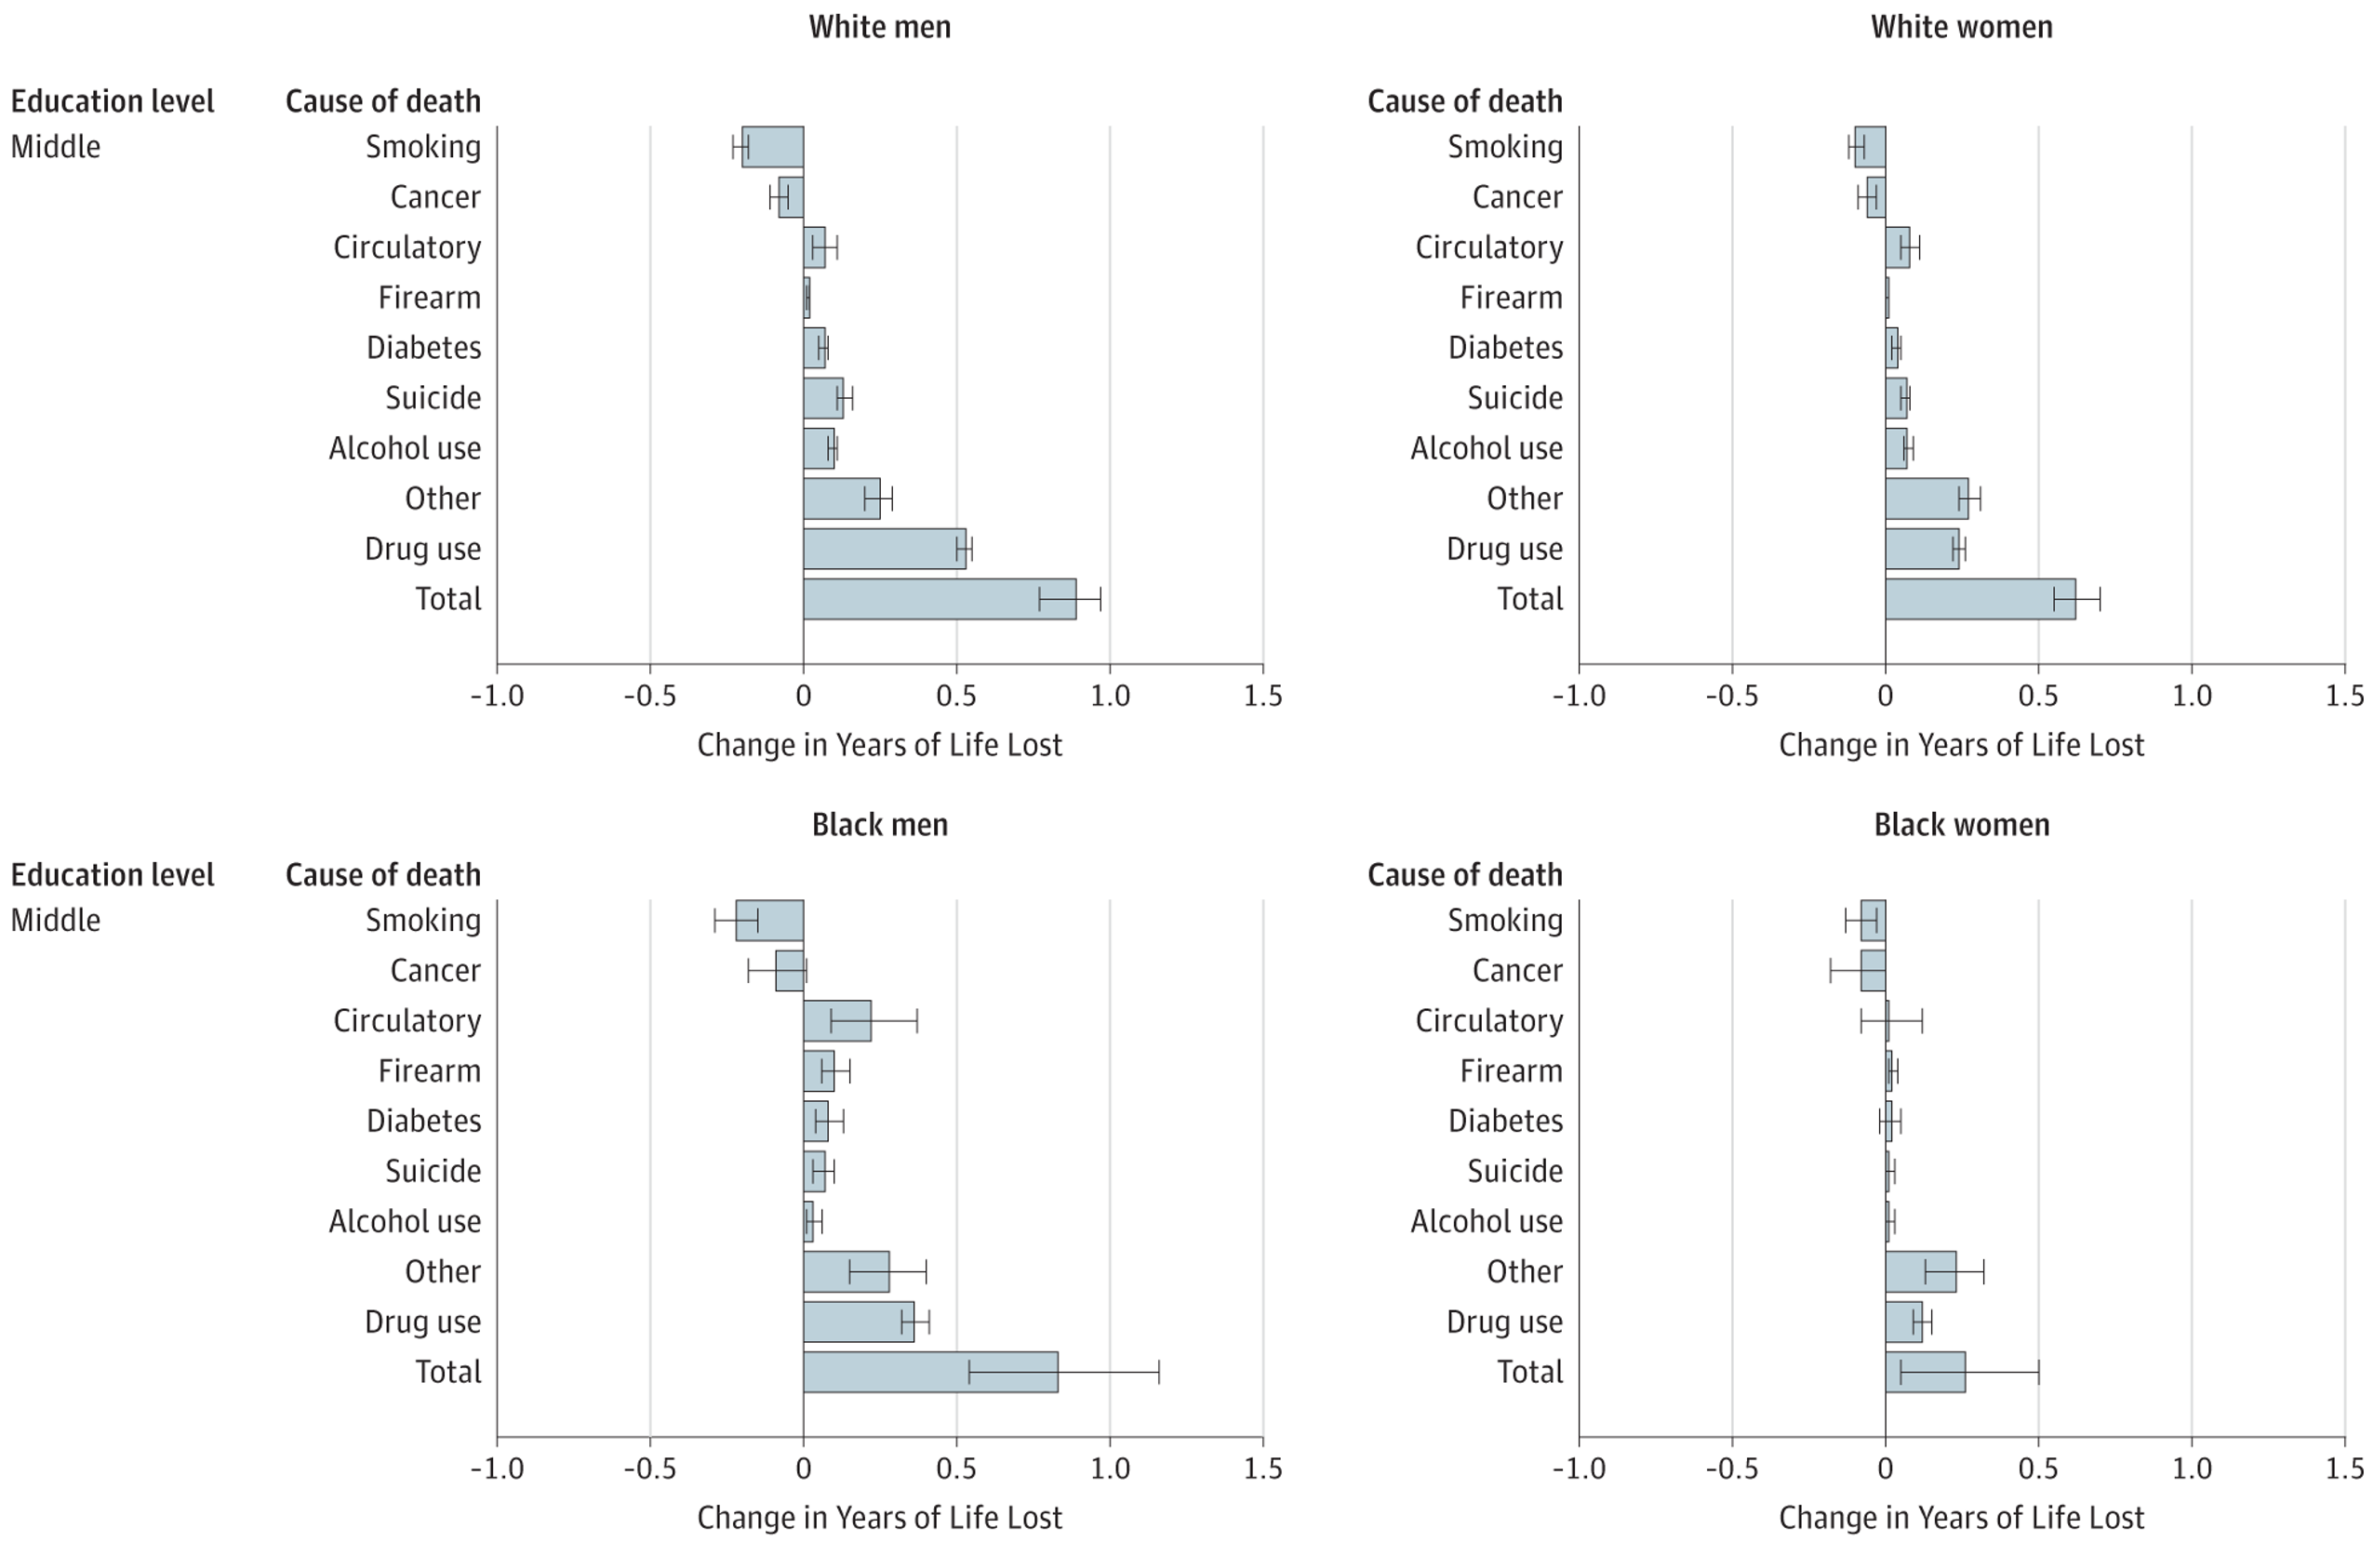 White men
Education level Cause of death
Middle Smoking
Cancer
Circulatory
Firearm
Diabetes
Suicide
Alcohol use
Other
Drug use
Total
-1.0 -0.5 0 0.5 1.0 1.5
Change in Years of Life Lost
White women
Cause of death
Smoking
Cancer
Circulatory
Firearm
Diabetes
Suicide
Alcohol use
Other
Drug use
Total
-1.0 -0.5 0 0.5 1.0 1.5
Change in Years of Life Lost
Black men
Education level Cause of death
Middle Smoking
Cancer
Circulatory
Firearm
Diabetes
Suicide
Alcohol use
Other
Drug use
Total
-1.0 -0.5 0 0.5 1.0 1.5
Change in Years of Life Lost
Black women
Cause of death
Smoking
Cancer
Circulatory
Firearm
Diabetes
Suicide
Alcohol use
Other
Drug use
Total
-1.0 -0.5 0 0.5 1.0 1.5
Change in Years of Life Lost